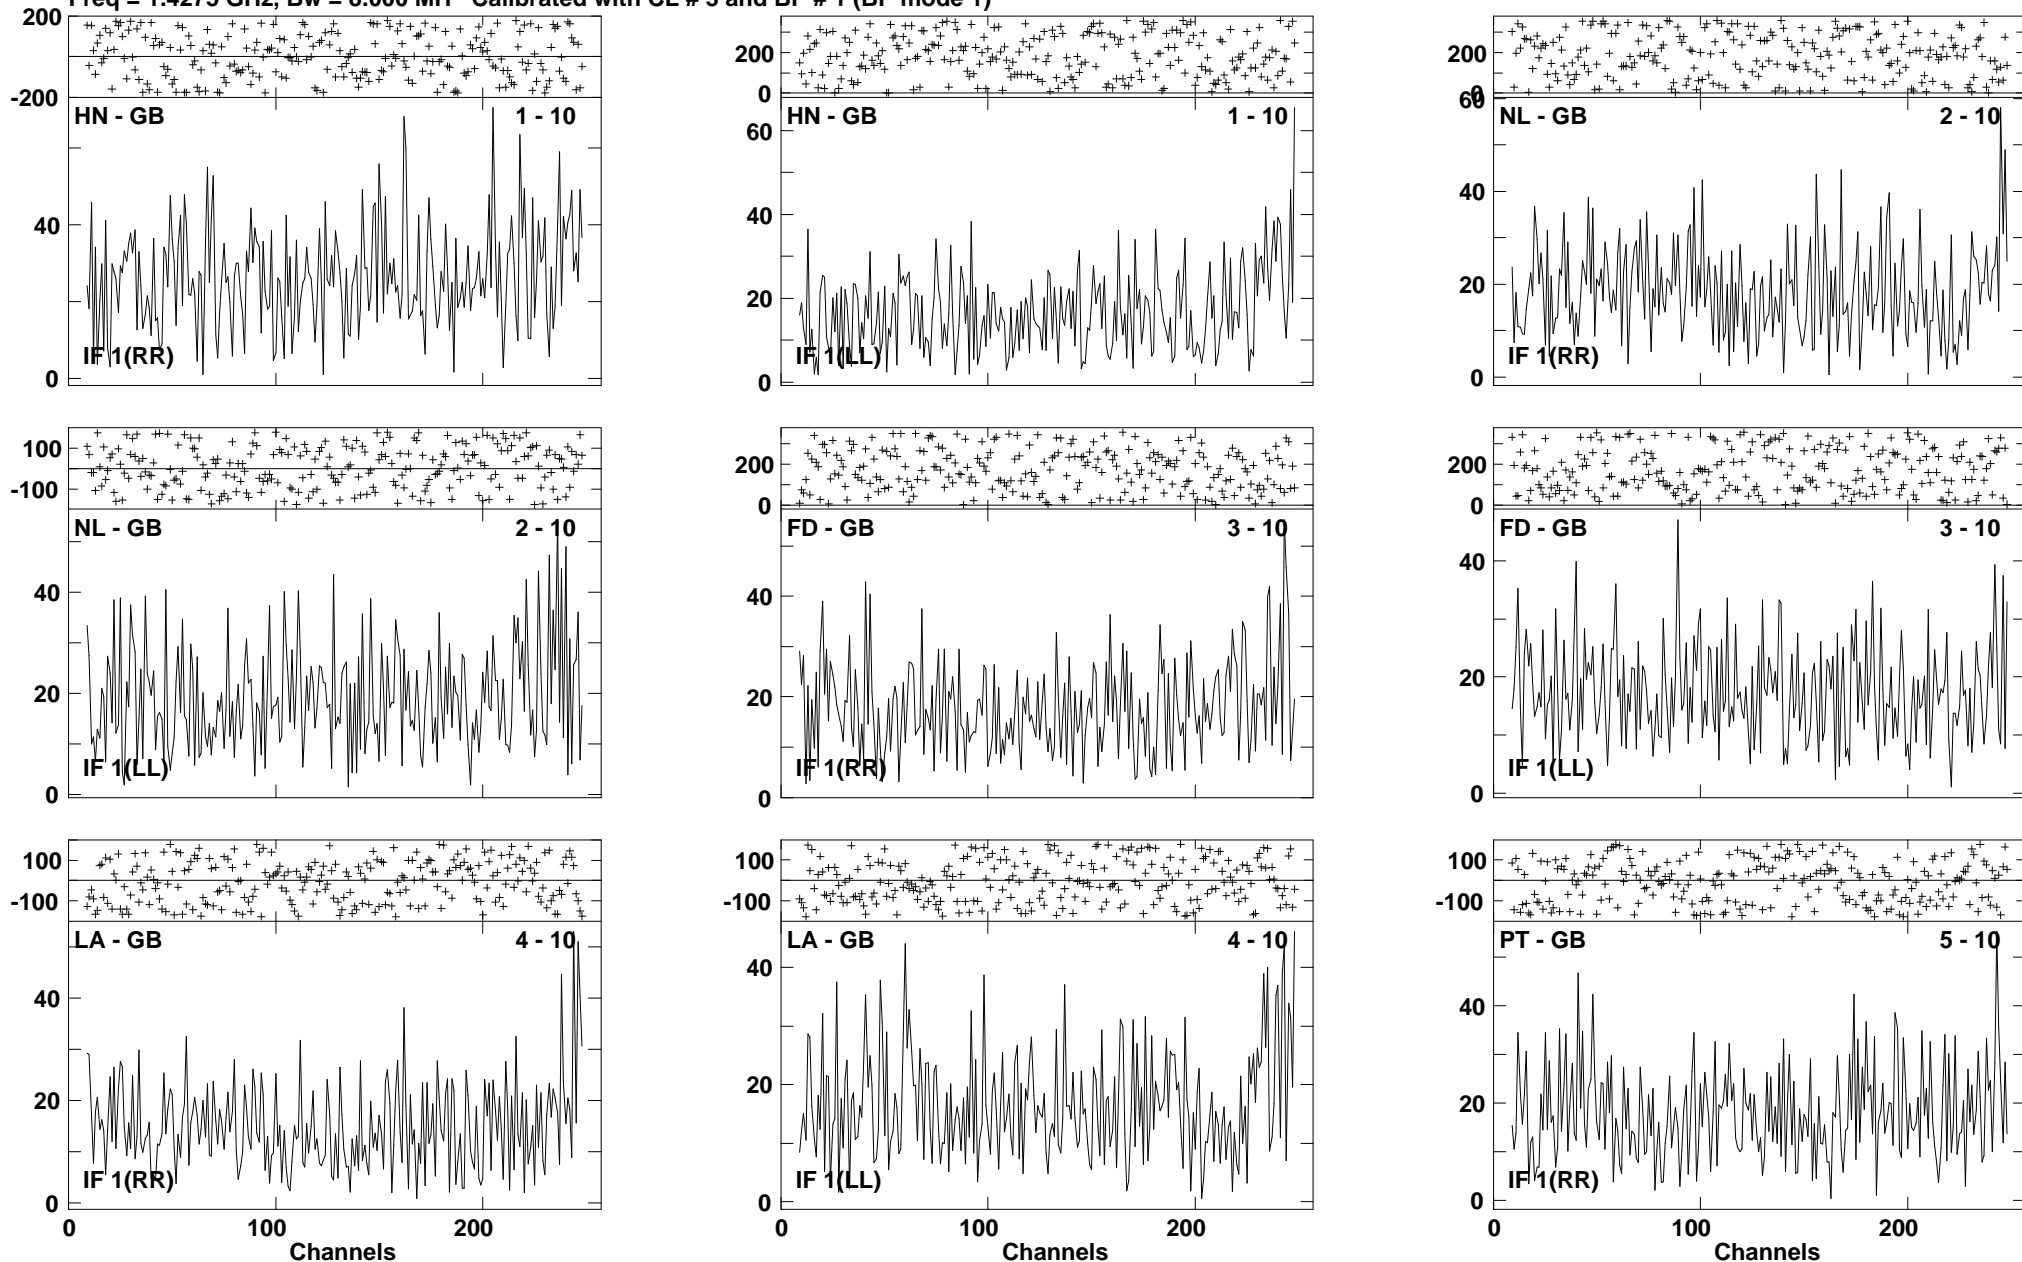 Freq = 1.4275 GHz, Bw = 8.000 MH Calibrated with CL # 3 and BP # 1 (BP mode 1)
200
-200
HN - GB 1 - 10
40
0
IF 1(RR)
200
0
HN - GB 1 - 10
60
40
20
0
IF 1(LL)
200
0
60
NL - GB 2 - 10
40
20
0
IF 1(RR)
100
-100
NL - GB 2 - 10
40
20
0
IF 1(LL)
200
0
FD - GB 3 - 10
40
20
0
IF 1(RR)
200
0
FD - GB 3 - 10
40
20
0
IF 1(LL)
100
-100
LA - GB 4 - 10
40
20
0
IF 1(RR)
0 100 200
Channels
100
-100
LA - GB 4 - 10
40
20
0
IF 1(LL)
0 100 200
Channels
100
-100
PT - GB 5 - 10
40
20
0
IF 1(RR)
0 100 200
Channels